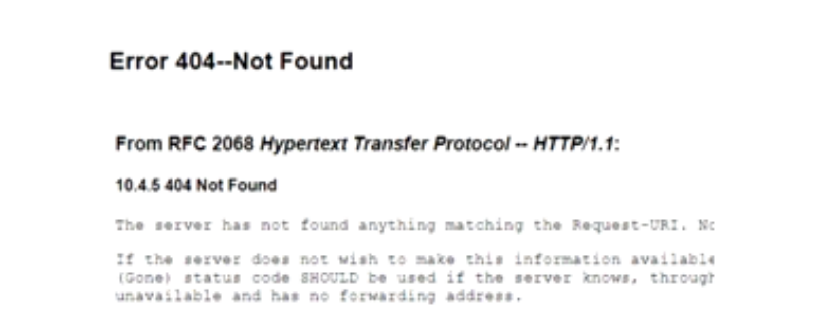 Error 404--Not Found
From RFC 2068 Hypertext Transfer Protocol -- HTTP/1.1:
10.4.5 404 Not Found
The server has not found anything matching the Request-URI. No
If the server does not wish to make this information available
(Gone) status code SHOULD be used if the server knows, through
unavailable and has no forwarding address.